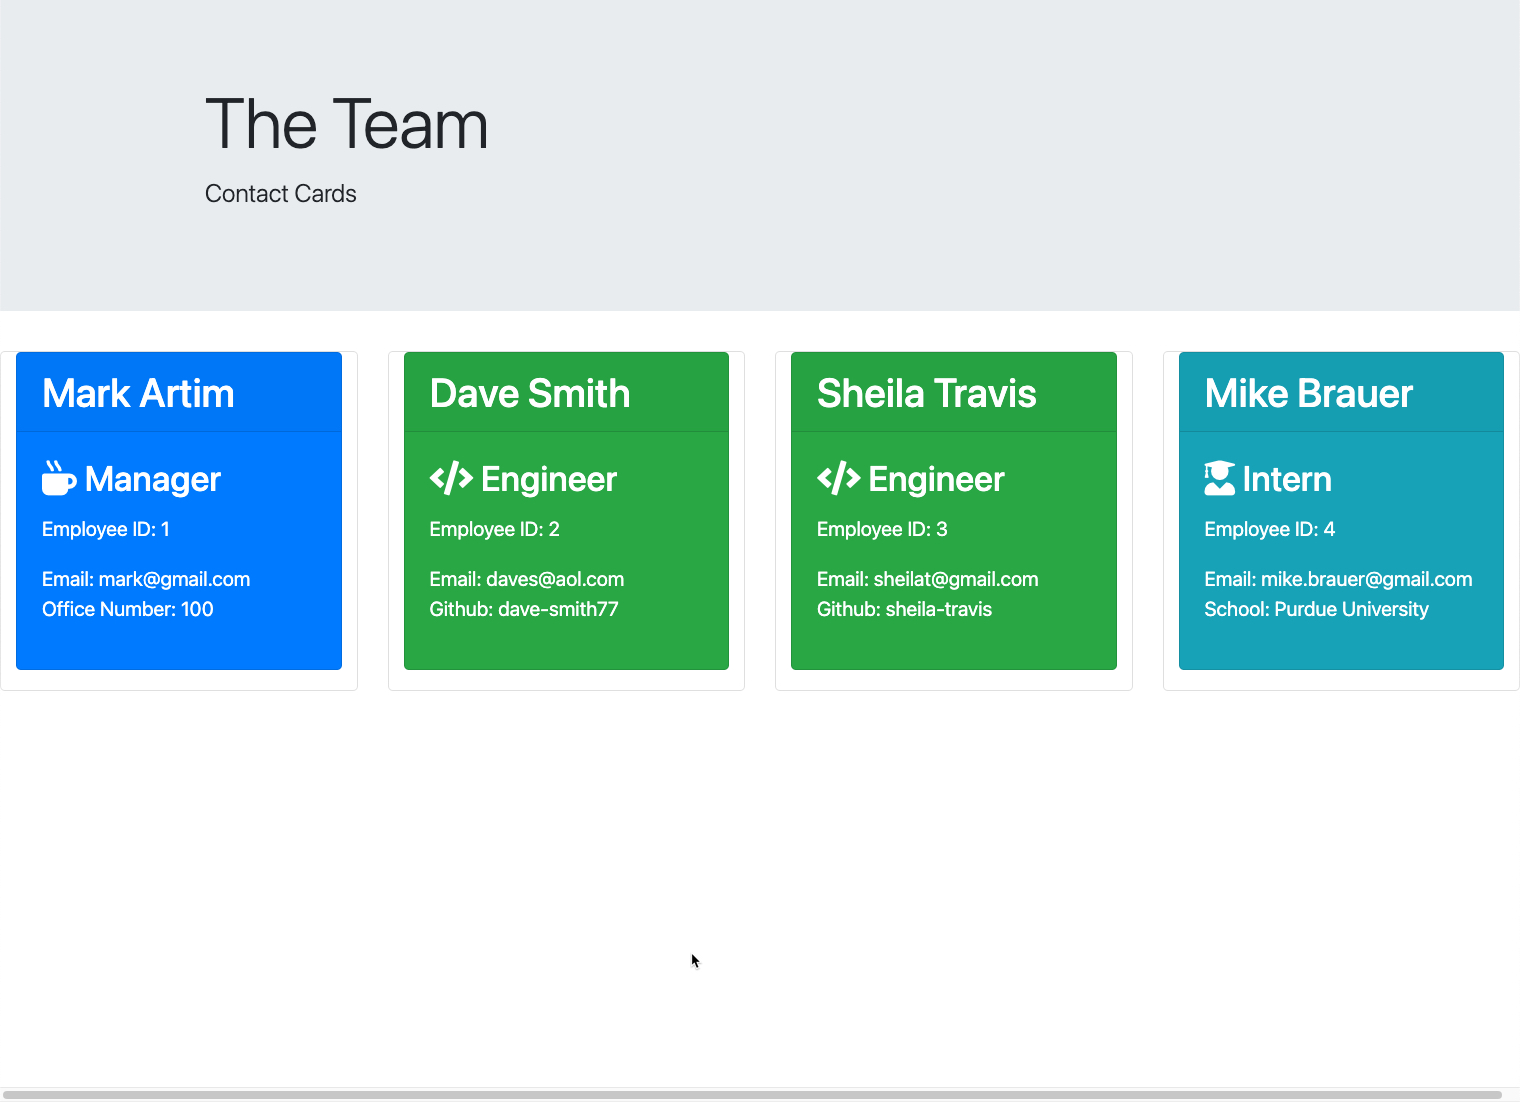 The Team
Contact Cards
Mark Artim
Manager
Employee ID: 1
Email: mark@gmail.com
Office Number: 100
Dave Smith
Engineer
Employee ID: 2
Email: daves@aol.com
Github: dave-smith77
Sheila Travis
Engineer
Employee ID: 3
Email: sheilat@gmail.com
Github: sheila-travis
Mike Brauer
Intern
Employee ID: 4
Email: mike.brauer@gmail.com
School: Purdue University